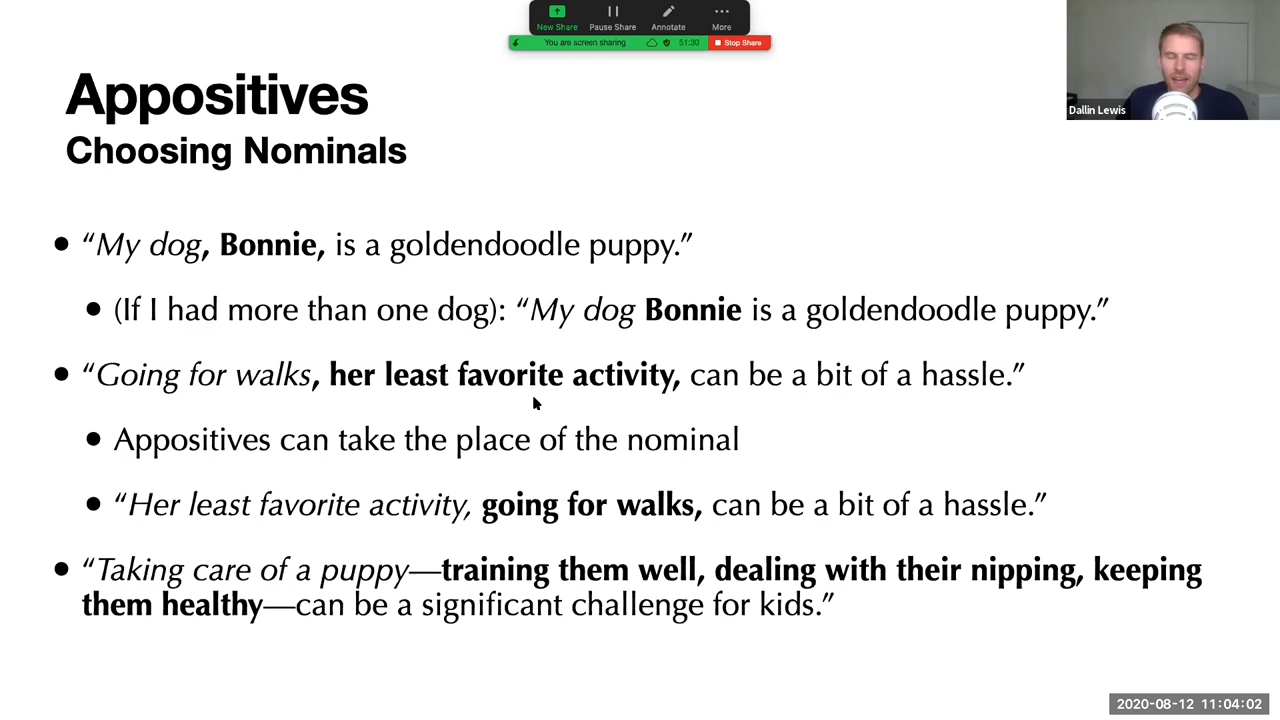 New Share Pause Share Annotate More
You are screen sharing 51:30 Stop Share
Dallin Lewis
Appositives
Choosing Nominals
• “My dog, Bonnie, is a goldendoodle puppy.”
• (If I had more than one dog): “My dog Bonnie is a goldendoodle puppy.”
• “Going for walks, her least favorite activity, can be a bit of a hassle.”
• Appositives can take the place of the nominal
• “Her least favorite activity, going for walks, can be a bit of a hassle.”
• “Taking care of a puppy—training them well, dealing with their nipping, keeping
them healthy—can be a significant challenge for kids.”
2020-08-12 11:04:02